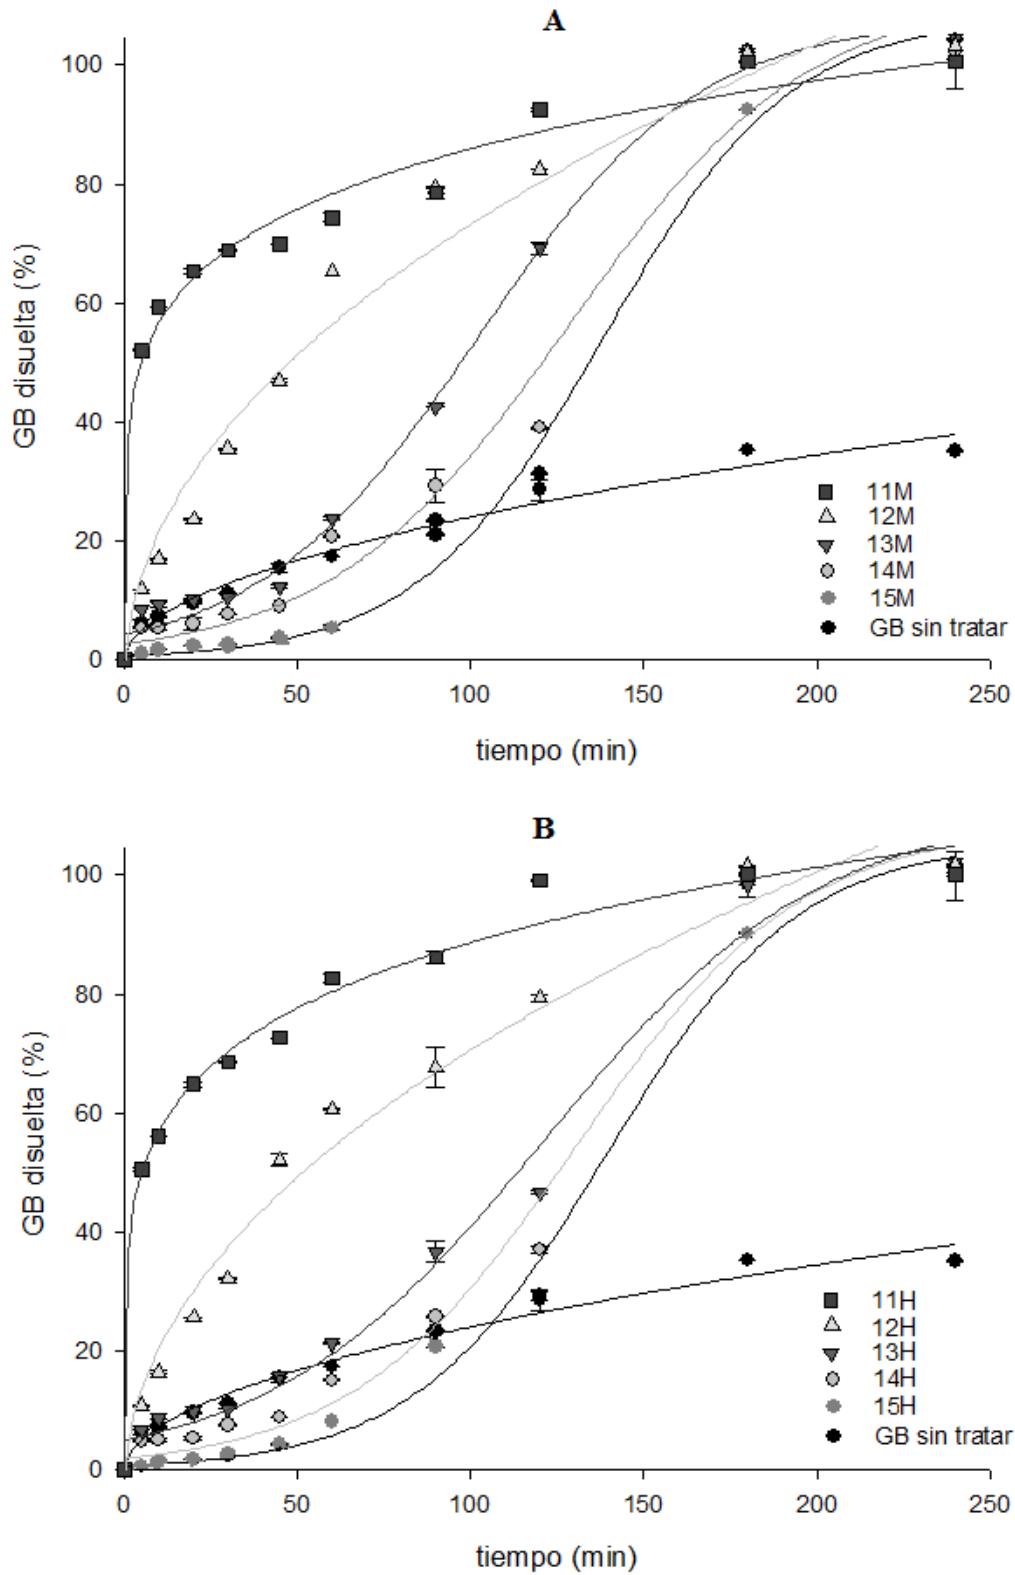 A
100
80
60
40
20
0
GB disuelta (%)
11M
12M
13M
14M
15M
GB sin tratar
0 50 100 150 200 250
tiempo (min)
B
100
80
60
40
20
0
GB disuelta (%)
11H
12H
13H
14H
15H
GB sin tratar
0 50 100 150 200 250
tiempo (min)